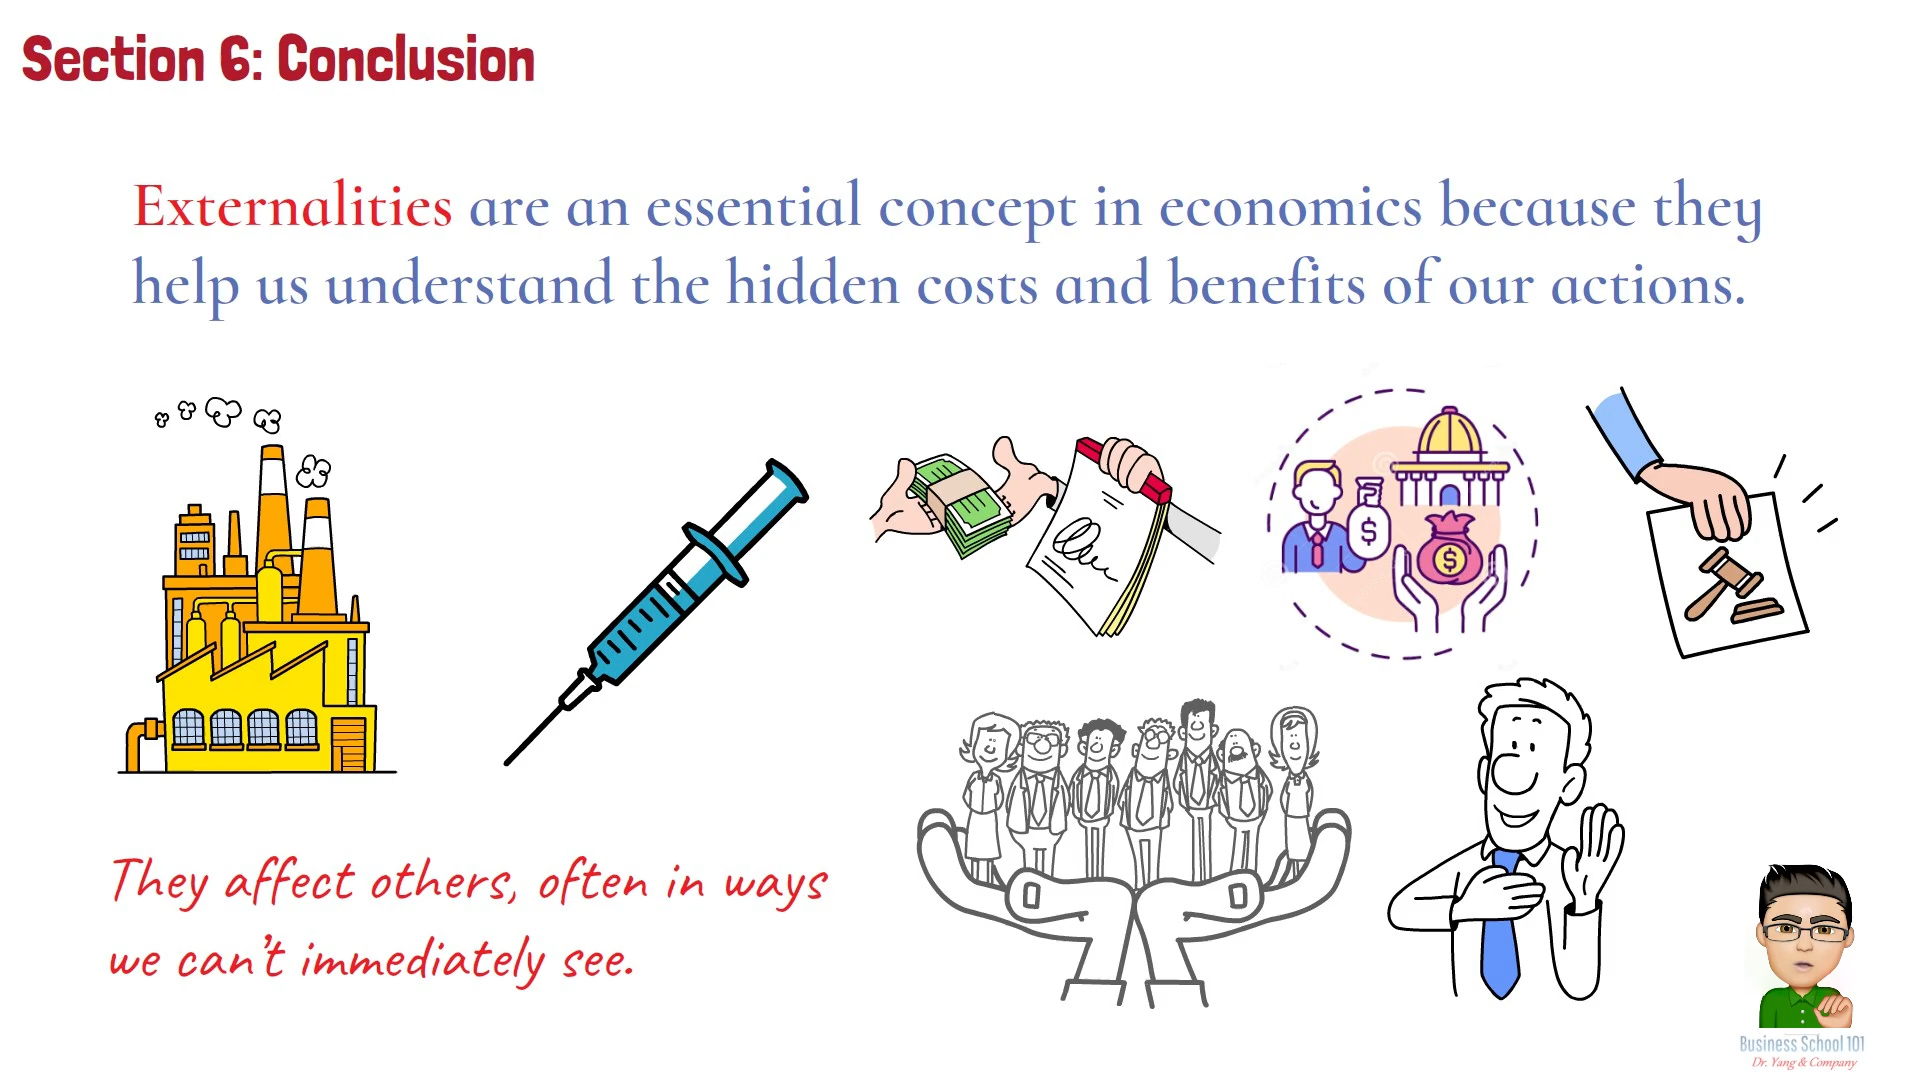 Section 6: Conclusion
Externalities are an essential concept in economics because they
help us understand the hidden costs and benefits of our actions.
$
$
They affect others, often in ways
we can't immediately see.
Business School 101
Dr. Yang & Company